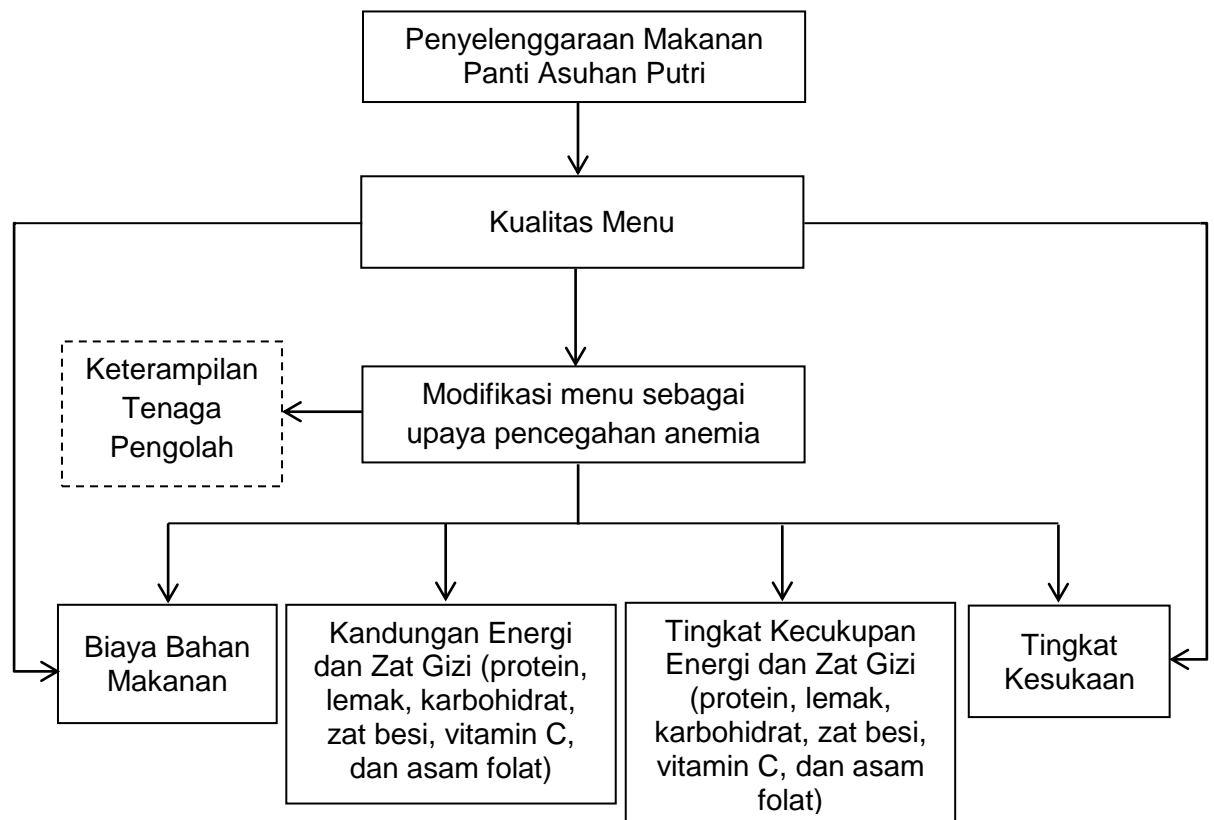 Penyelenggaraan Makanan
Panti Asuhan Putri
Kualitas Menu
Keterampilan
Tenaga
Pengolah
Modifikasi menu sebagai
upaya pencegahan anemia
Biaya Bahan
Makanan
Kandungan Energi
dan Zat Gizi (protein,
lemak, karbohidrat,
zat besi, vitamin C,
dan asam folat)
Tingkat Kecukupan
Energi dan Zat Gizi
(protein, lemak,
karbohidrat, zat besi,
vitamin C, dan asam
folat)
Tingkat
Kesukaan